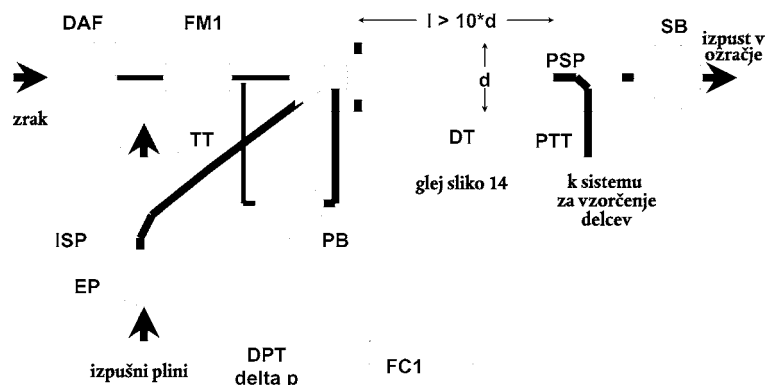 DAF
FM1
l > 10*d
SB
izpust v
ozračje
PSP
d
zrak
TT
DT
PTT
glej sliko 14
k sistemu
za vzorčenje
delcev
ISP
PB
EP
izpušni plini
DPT
delta p
FC1